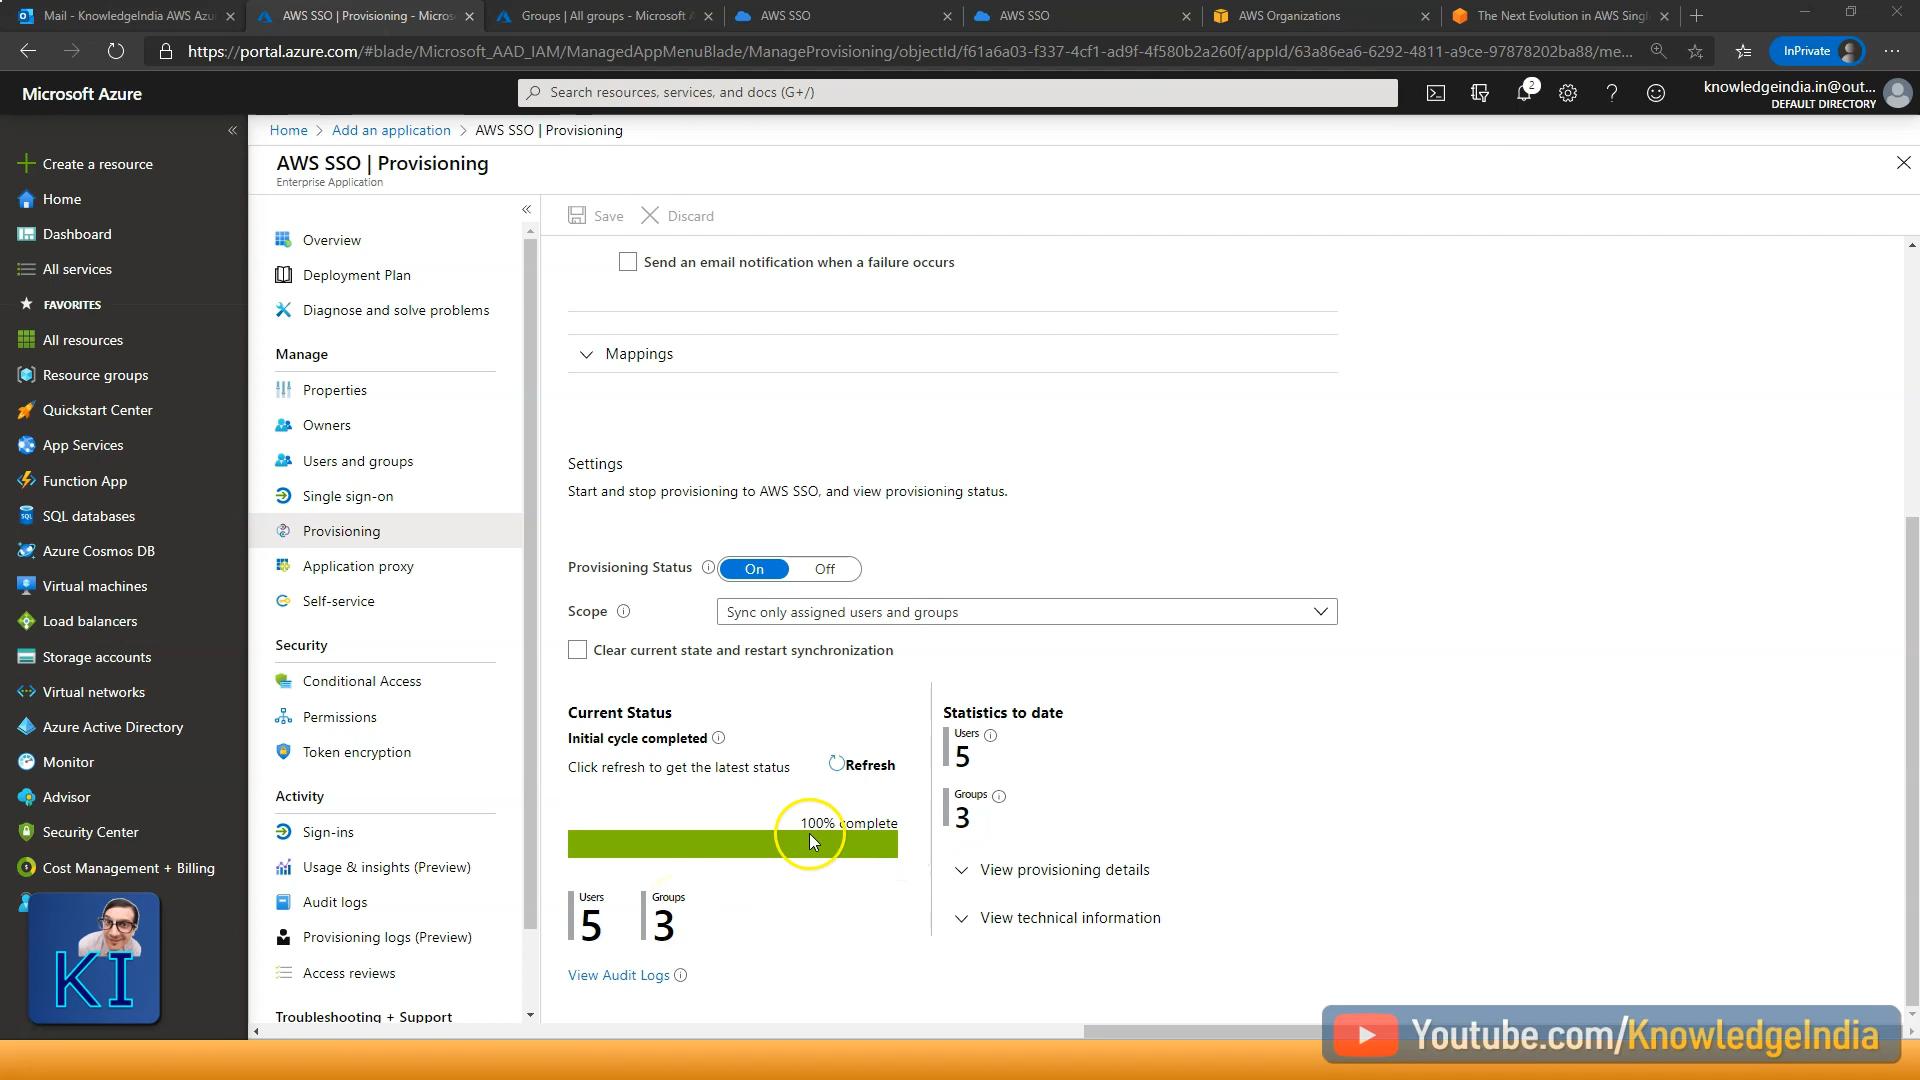 Mail - KnowledgeIndia AWS Azu
AWS SSO | Provisioning - Micros
Groups | All groups - Microsoft A
AWS SSO
AWS SSO
AWS Organizations
The Next Evolution in AWS Singl
https://portal.azure.com/#blade/Microsoft_AAD_IAM/ManagedAppMenuBlade/ManageProvisioning/objectId/f61a6a03-f337-4cf1-ad9f-4f580b2a260f/appId/63a86ea6-6292-4811-a9ce-97878202ba88/me...
InPrivate
Microsoft Azure
Search resources, services, and docs (G+/)
2
knowledgeindia.in@out...
DEFAULT DIRECTORY
Home > Add an application > AWS SSO | Provisioning
AWS SSO | Provisioning
Enterprise Application
Create a resource
Home
Dashboard
All services
FAVORITES
All resources
Resource groups
Quickstart Center
App Services
Function App
SQL databases
Azure Cosmos DB
Virtual machines
Load balancers
Storage accounts
Virtual networks
Azure Active Directory
Monitor
Advisor
Security Center
Cost Management + Billing
KI
Overview
Deployment Plan
Diagnose and solve problems
Manage
Properties
Owners
Users and groups
Single sign-on
Provisioning
Application proxy
Self-service
Security
Conditional Access
Permissions
Token encryption
Activity
Sign-ins
Usage & insights (Preview)
Audit logs
Provisioning logs (Preview)
Access reviews
Troubleshooting + Support
Save
Discard
Send an email notification when a failure occurs
Mappings
Settings
Start and stop provisioning to AWS SSO, and view provisioning status.
Provisioning Status
On
Off
Scope
Sync only assigned users and groups
Clear current state and restart synchronization
Current Status
Initial cycle completed
Click refresh to get the latest status
Refresh
100% complete
Users
5
Groups
3
View Audit Logs
Statistics to date
Users
5
Groups
3
View provisioning details
View technical information
Youtube.com/KnowledgeIndia